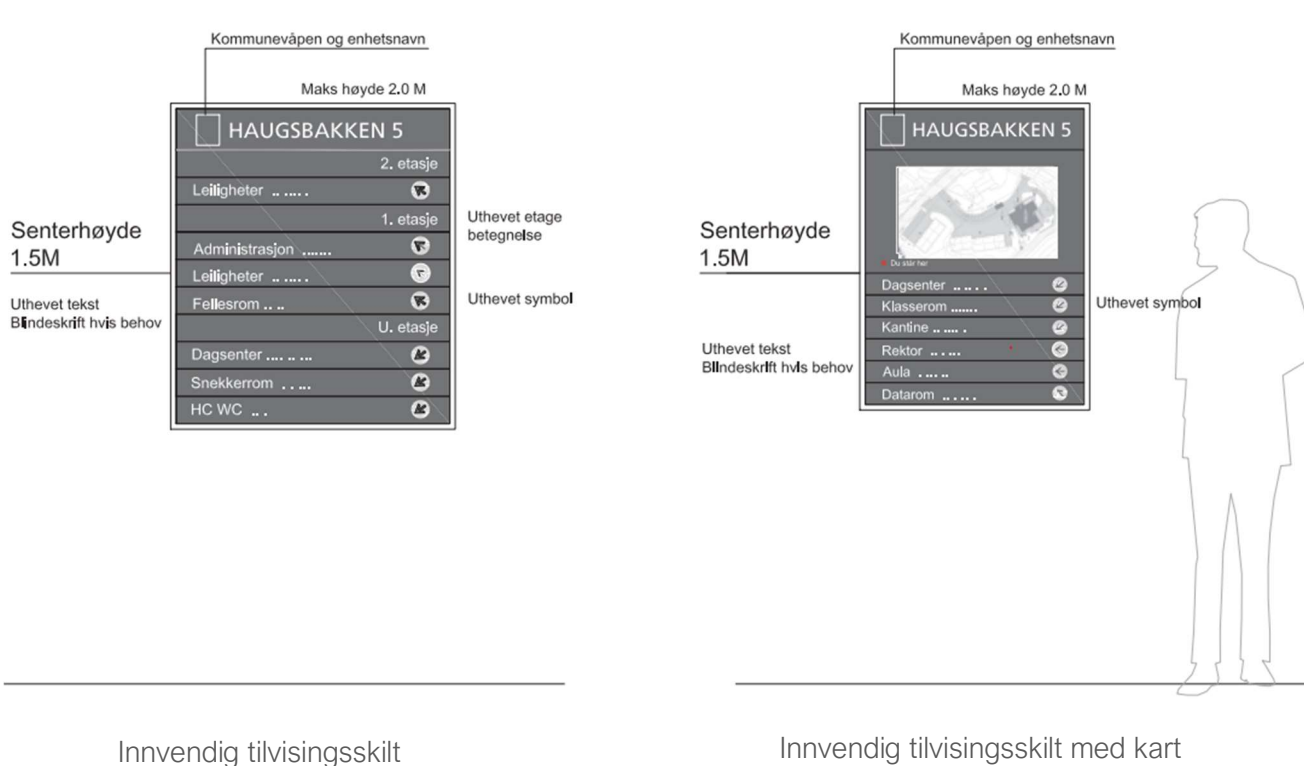 Kommunevåpen og enhetsnavn
Maks høyde 2.0 M
HAUGSBAKKEN 5
2. etasje
Leiligheter .. ... . .
1. etasje
Administrasjon .......
Leiligheter .. ... . .
Fellesrom .. ..
U. etasje
Dagsenter .... .. ...
Snekkerrom . . ...
HC WC .. .
Senterhøyde
1.5M
Uthevet tekst
Blindeskrift hvis behov
Uthevet etage
betegnelse
Uthevet symbol
Innvendig tilvisingsskilt
Kommunevåpen og enhetsnavn
Maks høyde 2.0 M
HAUGSBAKKEN 5
Du står her
Dagsenter .. .. . .
Klasserom .......
Kantine .. ... .
Rektor .. . ...
Aula . ... ..
Datarom .. . .. .
Senterhøyde
1.5M
Uthevet tekst
Blindeskrift hvis behov
Uthevet symbol
Innvendig tilvisingsskilt med kart